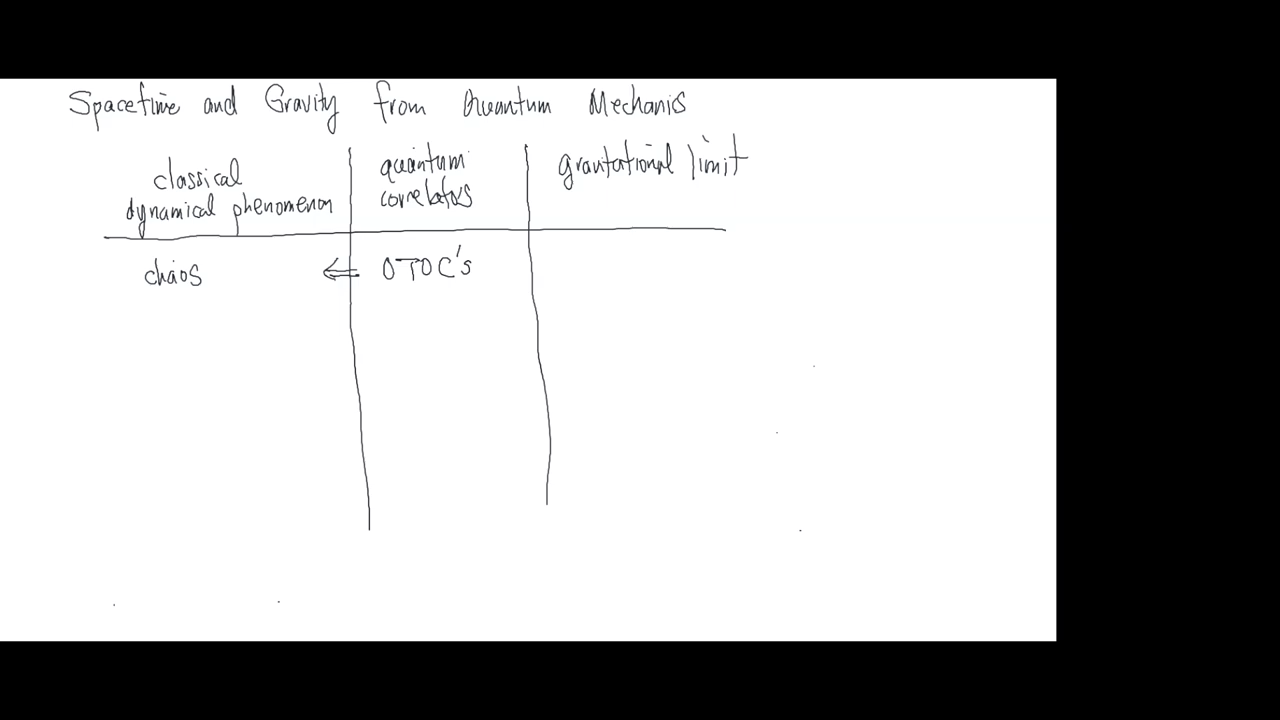 Spacetime and Gravity from Quantum Mechanics
classical
dynamical phenomenon
quantum
correlators
gravitational limit
chaos ⇐ OTOC's